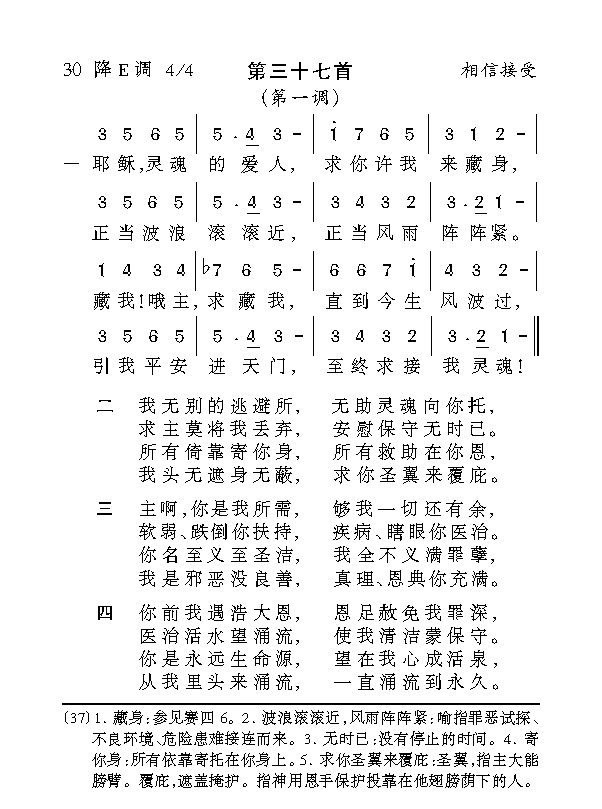 30 降E调 4/4 第三十七首 相信接受
(第一调)
3 5 6 5 | 5 . 4 3 – | i 7 6 5 | 3 1 2 – |
一 耶稣,灵魂 的 爱人, 求你许我 来藏身,
3 5 6 5 | 5 . 4 3 – | 3 4 3 2 | 3 . 2 1 – |
正当波浪 滚滚近, 正当风雨 阵阵紧。
1 4 3 4 | ♭7 6 5 – | 6 6 7 i | 4 3 2 – |
藏我!哦主,求藏我, 直到今生 风波过,
3 5 6 5 | 5 . 4 3 – | 3 4 3 2 | 3 . 2 1 – ‖
引我平安 进天门, 至终求接 我灵魂!
二 我无别的逃避所, 无助灵魂向你托,
求主莫将我丢弃, 安慰保守无时已。
所有倚靠寄你身, 所有救助在你恩,
我头无遮身无蔽, 求你圣翼来覆庇。
三 主啊,你是我所需, 够我一切还有余,
软弱、跌倒你扶持, 疾病、瞎眼你医治。
你名至义至圣洁, 我全不义满罪孽,
我是邪恶没良善, 真理、恩典你充满。
四 你前我遇浩大恩, 恩足赦免我罪深,
医治活水望涌流, 使我清洁蒙保守。
你是永远生命源, 望在我心成活泉,
从我里头来涌流, 一直涌流到永久。
(37) 1. 藏身:参见赛四 6。2. 波浪滚滚近,风雨阵阵紧:喻指罪恶试探、
不良环境、危险患难接连而来。3. 无时已:没有停止的时间。4. 寄
你身:所有依靠寄托在你身上。5. 求你圣翼来覆庇:圣翼,指主大能
膀臂。覆庇,遮盖掩护。指神用恩手保护投靠在他翅膀荫下的人。